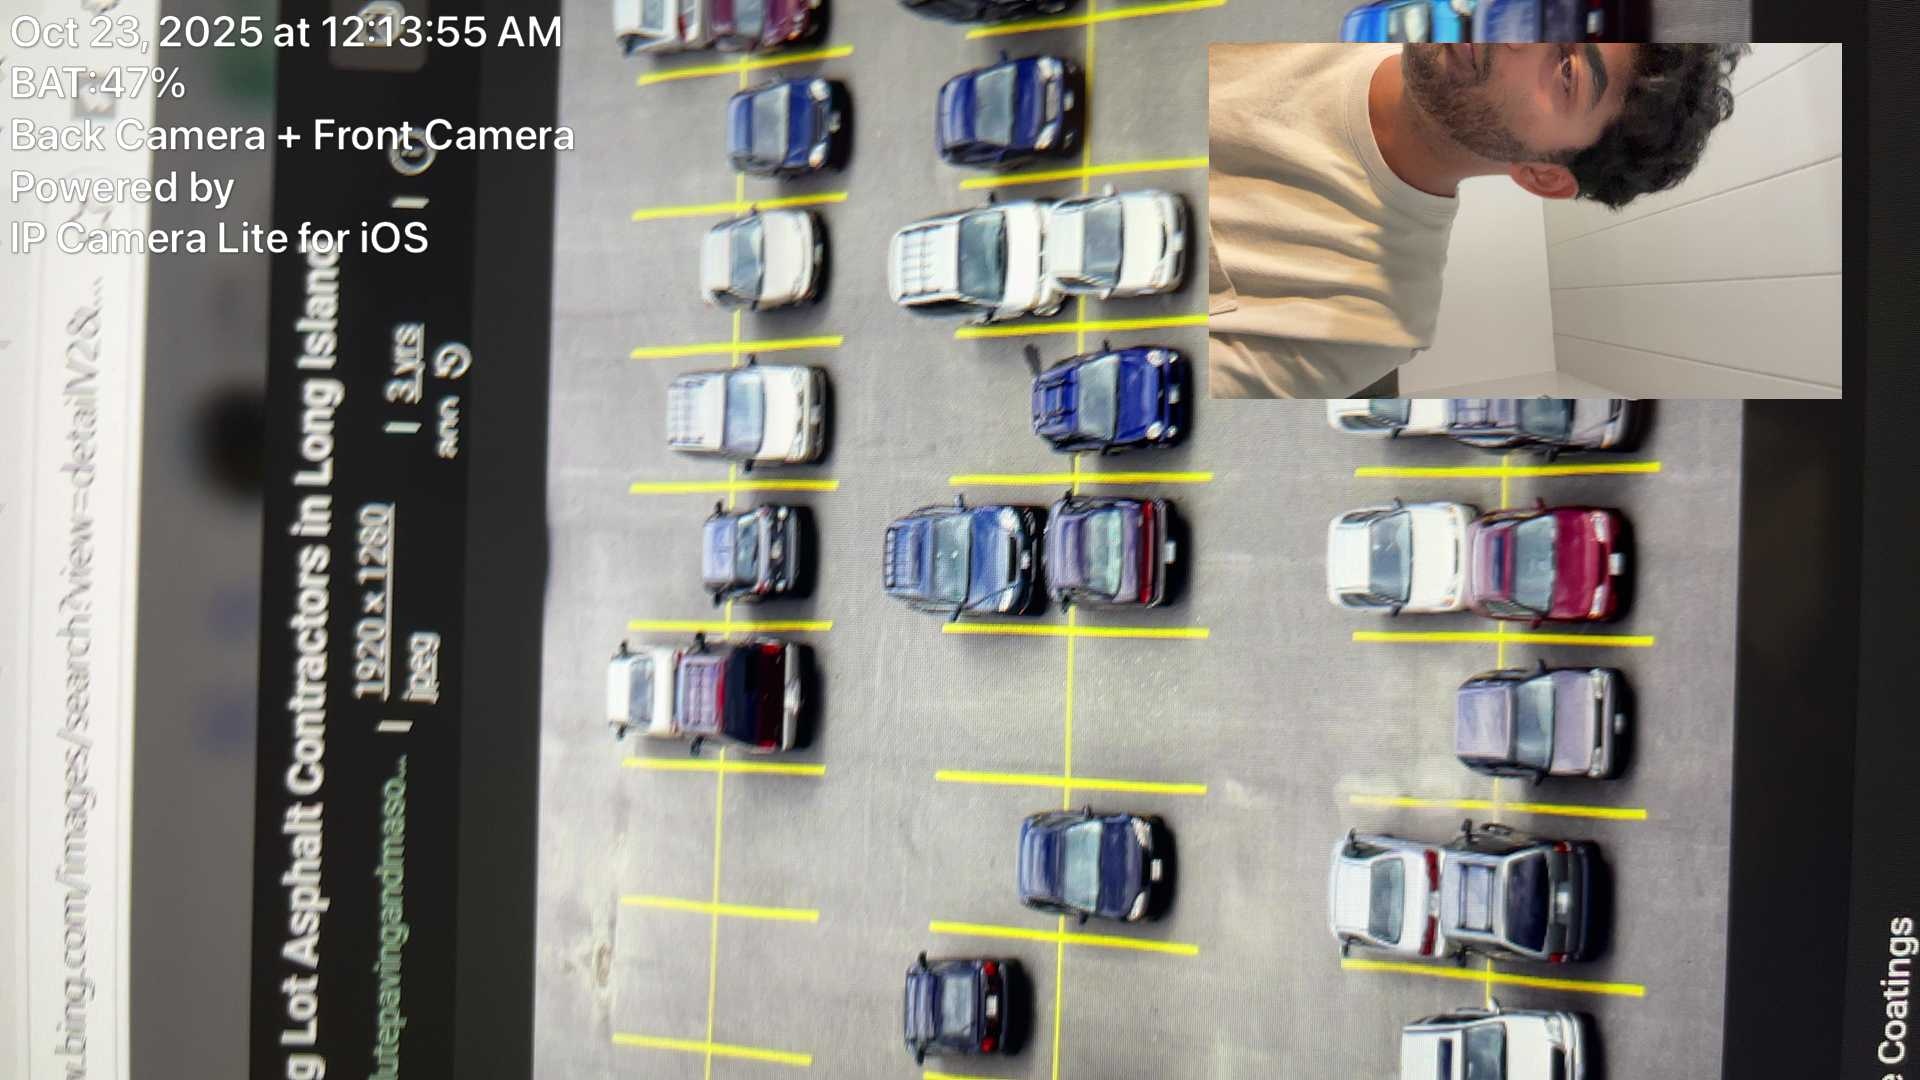 Oct 23, 2025 at 12:13:55 AM
BAT:47%
Back Camera + Front Camera
Powered by
IP Camera Lite for iOS
w.bing.com/images/search?view=detailV2&...
g Lot Asphalt Contractors in Long Island
lutepavingandmaso... | 1920 x 1280 | 3 yrs |
jpeg
ago
e Coatings